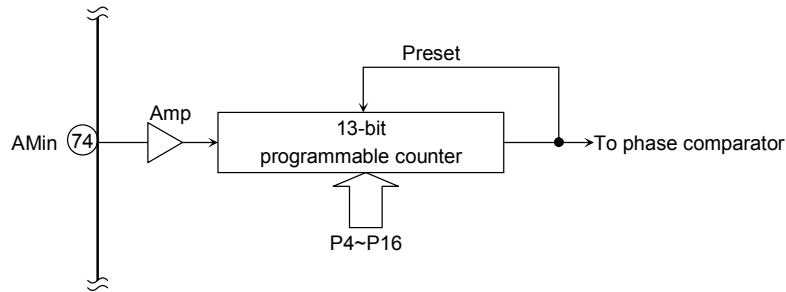 Preset
Amp
AMin 74
13-bit
programmable counter
To phase comparator
P4~P16